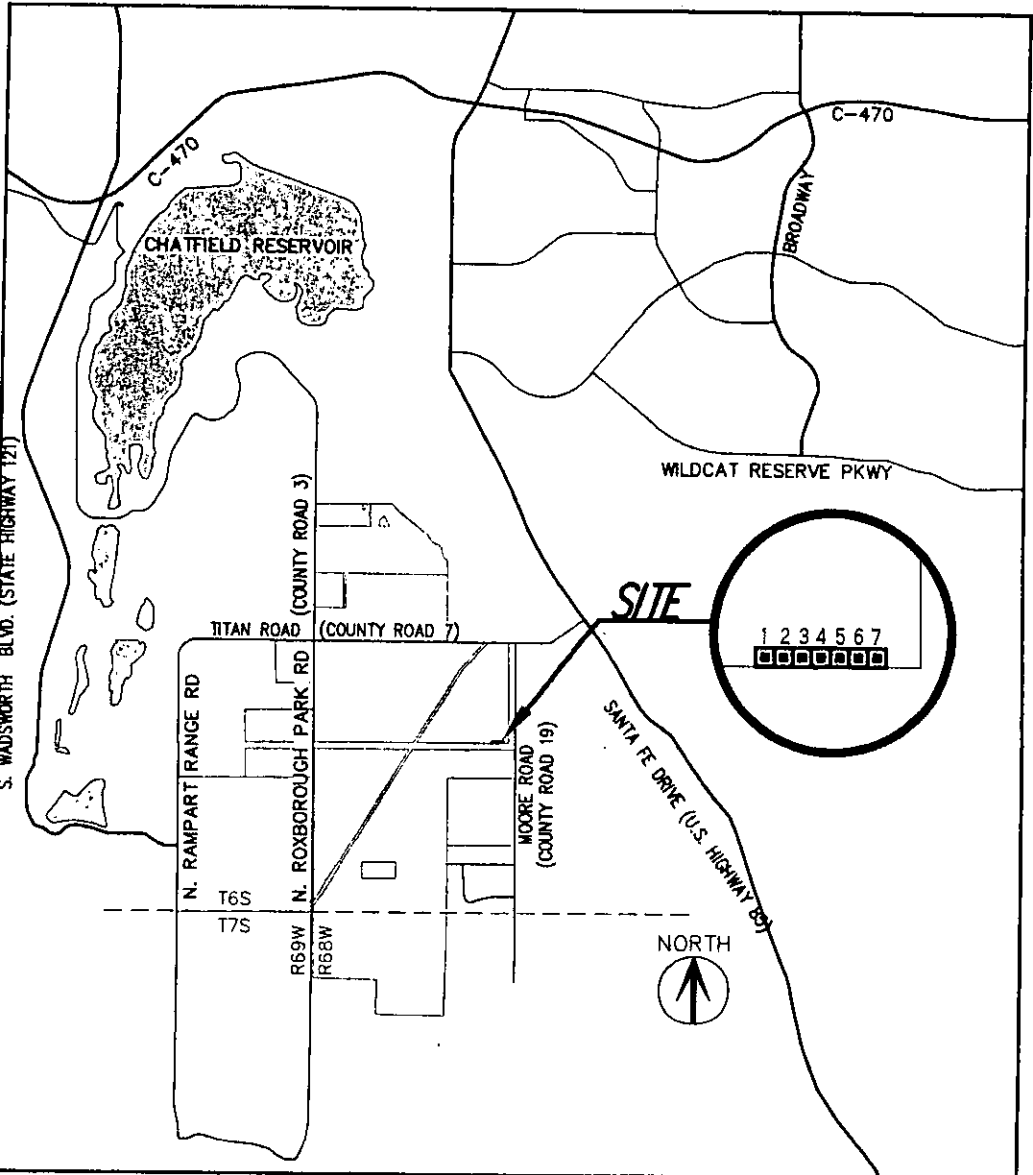 C-470
C-470
BROADWAY
CHATFIELD RESERVOIR
S. WADSWORTH BLVD. (STATE HIGHWAY 121)
WILDCAT RESERVE PKWY
(COUNTY ROAD 3)
SITE
TITAN ROAD (COUNTY ROAD 7)
1 2 3 4 5 6 7
N. RAMPART RANGE RD
N. ROXBOROUGH PARK RD
MOORE ROAD
(COUNTY ROAD 19)
SANTA FE DRIVE (U.S. HIGHWAY 85)
T6S
T7S
R69W
R68W
NORTH